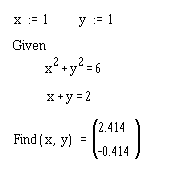 x := 1 y := 1
Given
x² + y² = 6
x + y = 2
Find(x, y) = (2.414
-0.414)